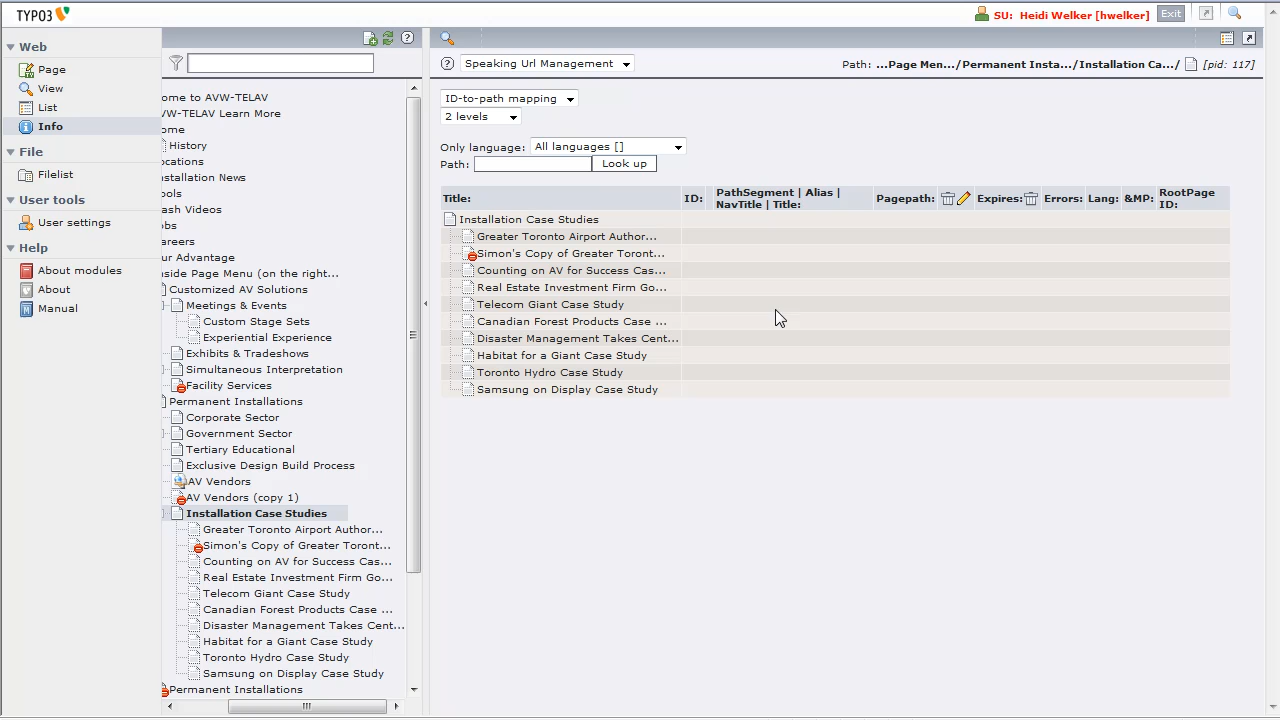 TYPO3
SU: Heidi Welker [hwelker]
Exit
Web
Page
View
List
Info
File
Filelist
User tools
User settings
Help
About modules
About
Manual
ome to AVW-TELAV
VW-TELAV Learn More
ome
History
ocations
nstallation News
ools
ash Videos
obs
areers
ur Advantage
nside Page Menu (on the right...
Customized AV Solutions
Meetings & Events
Custom Stage Sets
Experiential Experience
Exhibits & Tradeshows
Simultaneous Interpretation
Facility Services
Permanent Installations
Corporate Sector
Government Sector
Tertiary Educational
Exclusive Design Build Process
AV Vendors
AV Vendors (copy 1)
Installation Case Studies
Greater Toronto Airport Author...
Simon's Copy of Greater Toront...
Counting on AV for Success Cas...
Real Estate Investment Firm Go...
Telecom Giant Case Study
Canadian Forest Products Case ...
Disaster Management Takes Cent...
Habitat for a Giant Case Study
Toronto Hydro Case Study
Samsung on Display Case Study
Permanent Installations
Speaking Url Management
Path: ...Page Men.../Permanent Insta.../Installation Ca.../ [pid: 117]
ID-to-path mapping
2 levels
Only language: All languages []
Path: Look up
Title: ID: PathSegment | Alias | NavTitle | Title: Pagepath: Expires: Errors: Lang: &MP: RootPage ID:
Installation Case Studies
Greater Toronto Airport Author...
Simon's Copy of Greater Toront...
Counting on AV for Success Cas...
Real Estate Investment Firm Go...
Telecom Giant Case Study
Canadian Forest Products Case ...
Disaster Management Takes Cent...
Habitat for a Giant Case Study
Toronto Hydro Case Study
Samsung on Display Case Study